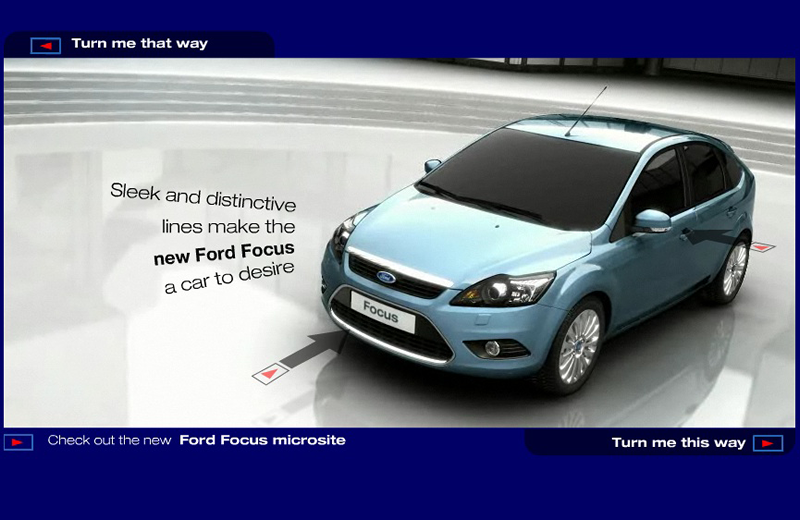 Turn me that way
Sleek and distinctive
lines make the
new Ford Focus
a car to desire
Ford
Focus
Check out the new Ford Focus microsite
Turn me this way